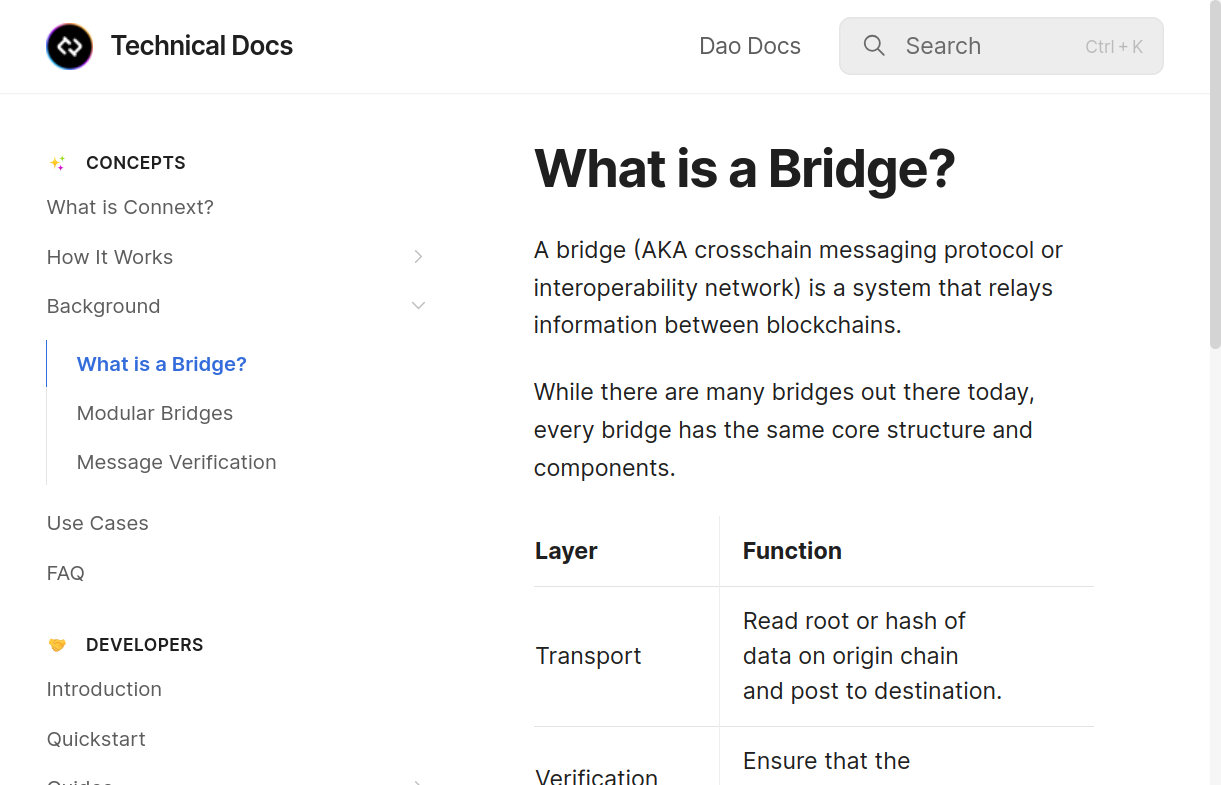 Technical Docs
Dao Docs
Search
Ctrl + K
CONCEPTS
What is Connext?
How It Works
Background
What is a Bridge?
Modular Bridges
Message Verification
Use Cases
FAQ
DEVELOPERS
Introduction
Quickstart
Guides
What is a Bridge?
A bridge (AKA crosschain messaging protocol or
interoperability network) is a system that relays
information between blockchains.
While there are many bridges out there today,
every bridge has the same core structure and
components.
Layer
Function
Transport
Read root or hash of
data on origin chain
and post to destination.
Verification
Ensure that the